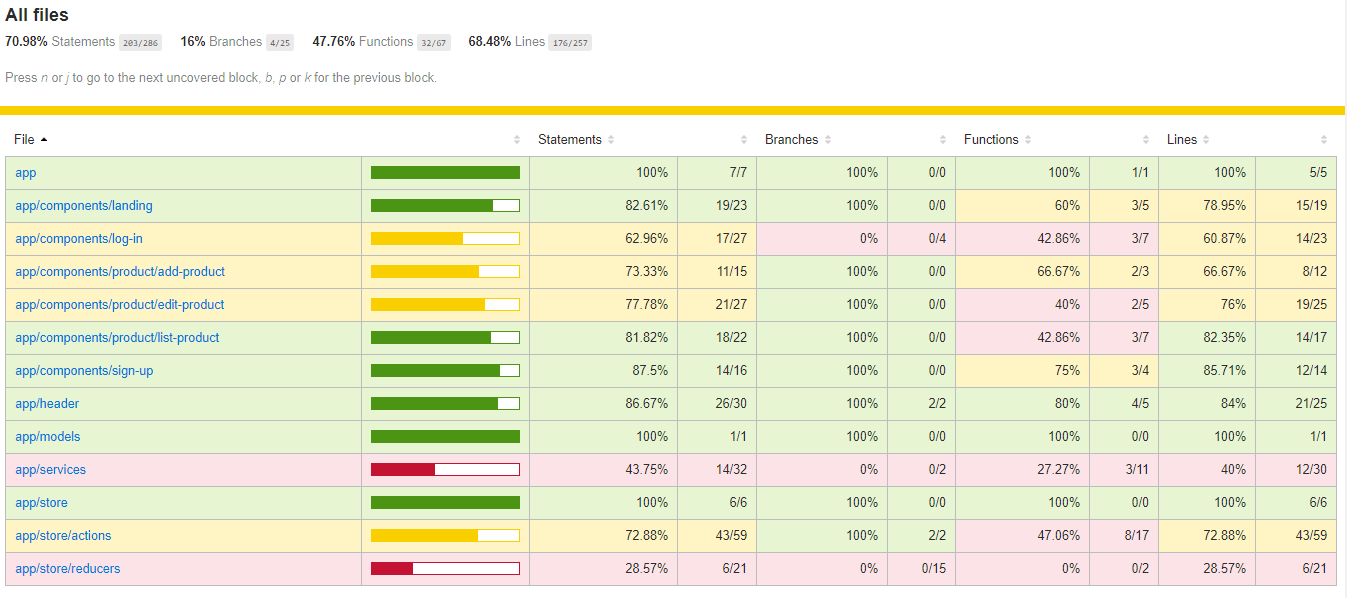 All files
70.98% Statements 203/286 16% Branches 4/25 47.76% Functions 32/67 68.48% Lines 176/257
Press n or j to go to the next uncovered block, b, p or k for the previous block.
File Statements Branches Functions Lines
app 100% 7/7 100% 0/0 100% 1/1 100% 5/5
app/components/landing 82.61% 19/23 100% 0/0 60% 3/5 78.95% 15/19
app/components/log-in 62.96% 17/27 0% 0/4 42.86% 3/7 60.87% 14/23
app/components/product/add-product 73.33% 11/15 100% 0/0 66.67% 2/3 66.67% 8/12
app/components/product/edit-product 77.78% 21/27 100% 0/0 40% 2/5 76% 19/25
app/components/product/list-product 81.82% 18/22 100% 0/0 42.86% 3/7 82.35% 14/17
app/components/sign-up 87.5% 14/16 100% 0/0 75% 3/4 85.71% 12/14
app/header 86.67% 26/30 100% 2/2 80% 4/5 84% 21/25
app/models 100% 1/1 100% 0/0 100% 0/0 100% 1/1
app/services 43.75% 14/32 0% 0/2 27.27% 3/11 40% 12/30
app/store 100% 6/6 100% 0/0 100% 0/0 100% 6/6
app/store/actions 72.88% 43/59 100% 2/2 47.06% 8/17 72.88% 43/59
app/store/reducers 28.57% 6/21 0% 0/15 0% 0/2 28.57% 6/21